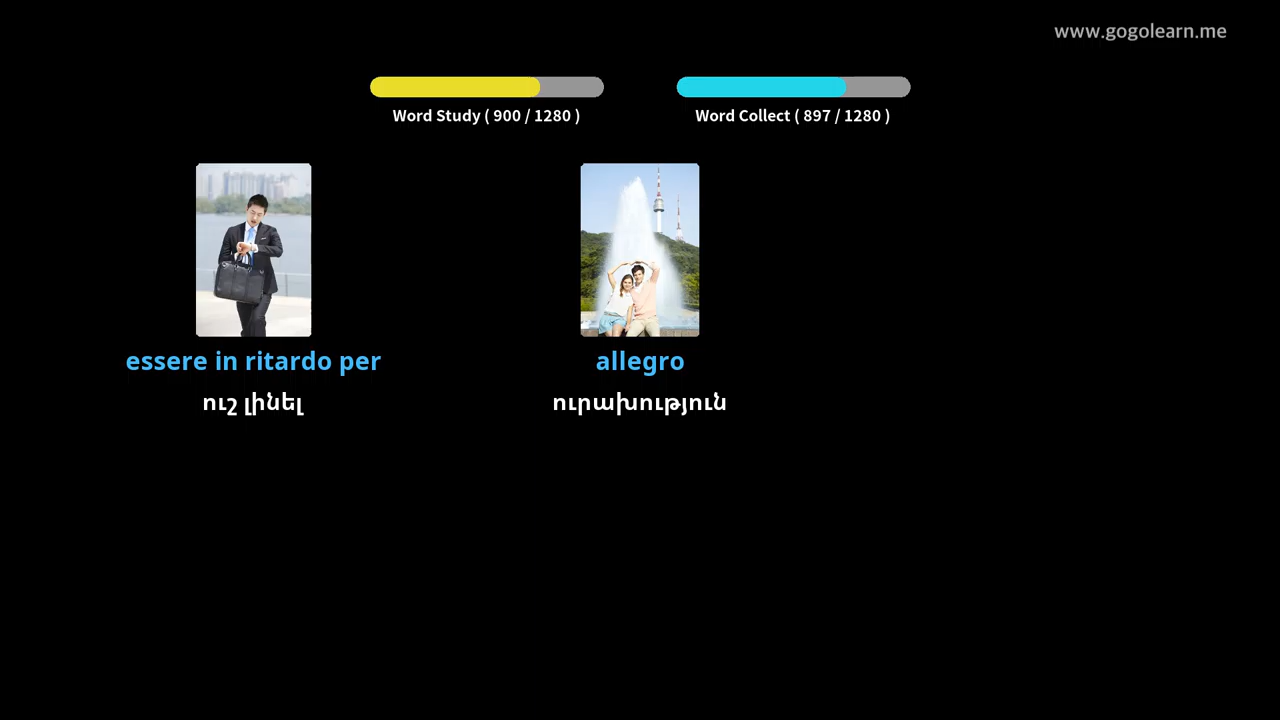 www.gogolearn.me
Word Study ( 900 / 1280 )
Word Collect ( 897 / 1280 )
essere in ritardo per
ուշ լինել
allegro
ուրախություն